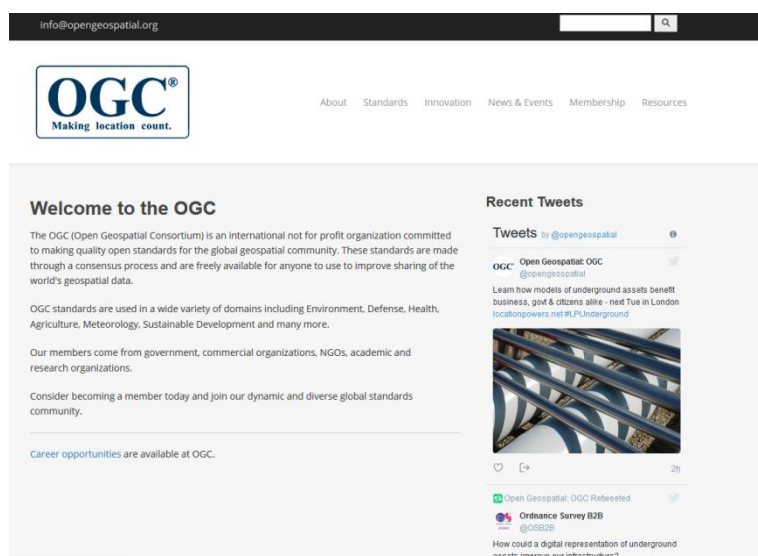 info@opengeospatial.org
OGC®
Making location count.
About Standards Innovation News & Events Membership Resources
Welcome to the OGC
The OGC (Open Geospatial Consortium) is an international not for profit organization committed
to making quality open standards for the global geospatial community. These standards are made
through a consensus process and are freely available for anyone to use to improve sharing of the
world's geospatial data.
OGC standards are used in a wide variety of domains including Environment, Defense, Health,
Agriculture, Meteorology, Sustainable Development and many more.
Our members come from government, commercial organizations, NGOs, academic and
research organizations.
Consider becoming a member today and join our dynamic and diverse global standards
community.
Career opportunities are available at OGC.
Recent Tweets
Tweets by @opengeospatial
OGC
Open Geospatial: OGC
@opengeospatial
Learn how models of underground assets benefit
business, govt & citizens alike - next Tue in London
locationpowers.net #LPUnderground
2h
Open Geospatial: OGC Retweeted
Ordnance Survey B2B
@OSB2B
How could a digital representation of underground
assets improve our infrastructure?